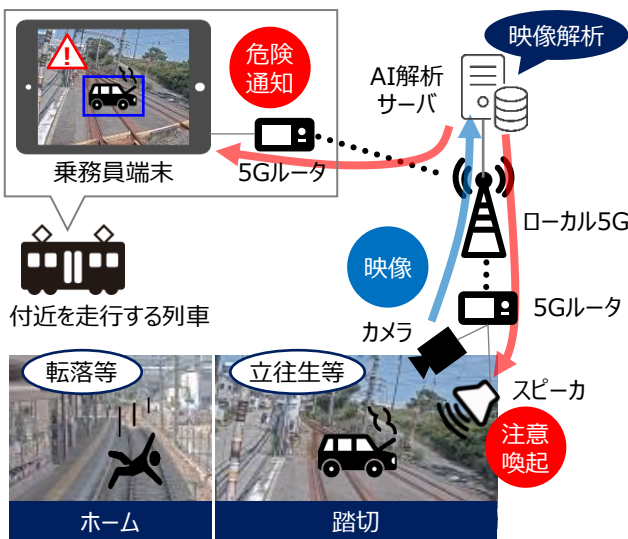 危険
通知
乗務員端末
5Gルータ
AI解析
サーバ
映像解析
ローカル5G
映像
5Gルータ
カメラ
スピーカ
注意
喚起
付近を走行する列車
転落等
立往生等
ホーム
踏切